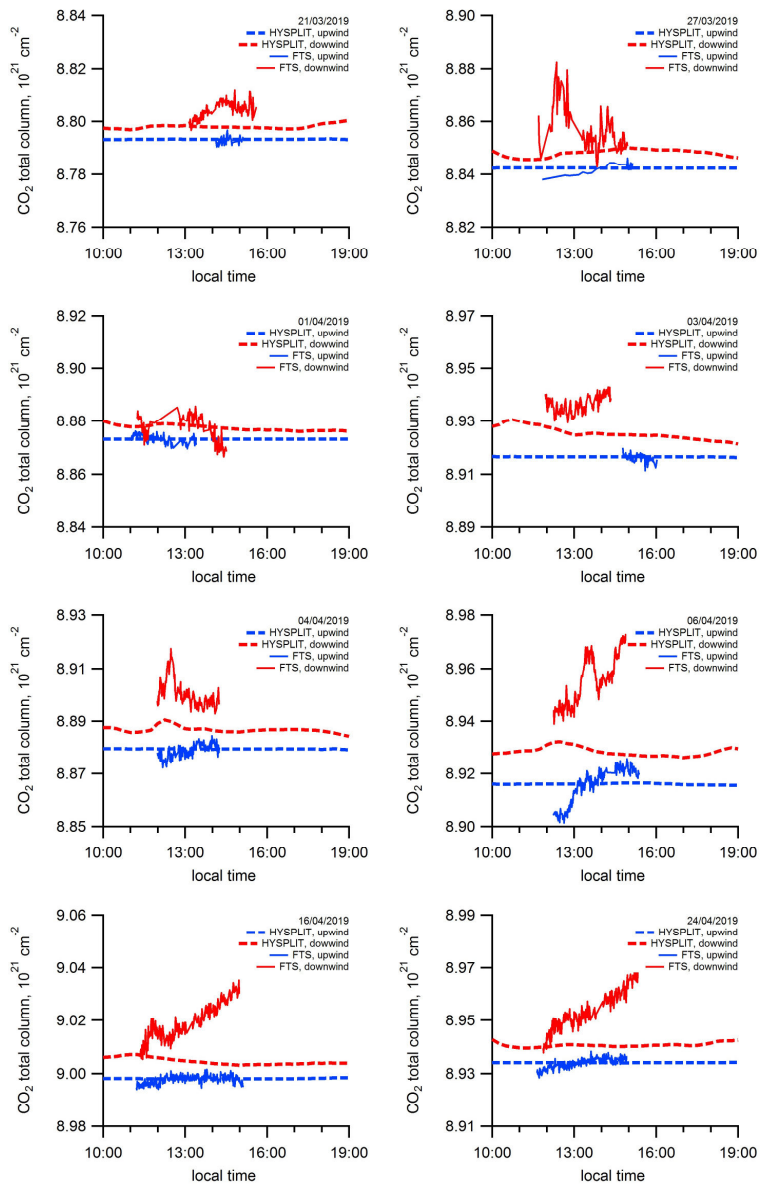 21/03/2019
HYSPLIT, upwind
HYSPLIT, dowwind
FTS, upwind
FTS, downwind
8.84
8.82
8.80
8.78
8.76
CO2 total column, 10^21 cm^-2
10:00 13:00 16:00 19:00
local time
27/03/2019
HYSPLIT, upwind
HYSPLIT, dowwind
FTS, upwind
FTS, downwind
8.90
8.88
8.86
8.84
8.82
CO2 total column, 10^21 cm^-2
10:00 13:00 16:00 19:00
local time
01/04/2019
HYSPLIT, upwind
HYSPLIT, dowwind
FTS, upwind
FTS, downwind
8.92
8.90
8.88
8.86
8.84
CO2 total column, 10^21 cm^-2
10:00 13:00 16:00 19:00
local time
03/04/2019
HYSPLIT, upwind
HYSPLIT, dowwind
FTS, upwind
FTS, downwind
8.97
8.95
8.93
8.91
8.89
CO2 total column, 10^21 cm^-2
10:00 13:00 16:00 19:00
local time
04/04/2019
HYSPLIT, upwind
HYSPLIT, dowwind
FTS, upwind
FTS, downwind
8.93
8.91
8.89
8.87
8.85
CO2 total column, 10^21 cm^-2
10:00 13:00 16:00 19:00
local time
06/04/2019
HYSPLIT, upwind
HYSPLIT, dowwind
FTS, upwind
FTS, downwind
8.98
8.96
8.94
8.92
8.90
CO2 total column, 10^21 cm^-2
10:00 13:00 16:00 19:00
local time
16/04/2019
HYSPLIT, upwind
HYSPLIT, dowwind
FTS, upwind
FTS, downwind
9.06
9.04
9.02
9.00
8.98
CO2 total column, 10^21 cm^-2
10:00 13:00 16:00 19:00
local time
24/04/2019
HYSPLIT, upwind
HYSPLIT, dowwind
FTS, upwind
FTS, downwind
8.99
8.97
8.95
8.93
8.91
CO2 total column, 10^21 cm^-2
10:00 13:00 16:00 19:00
local time